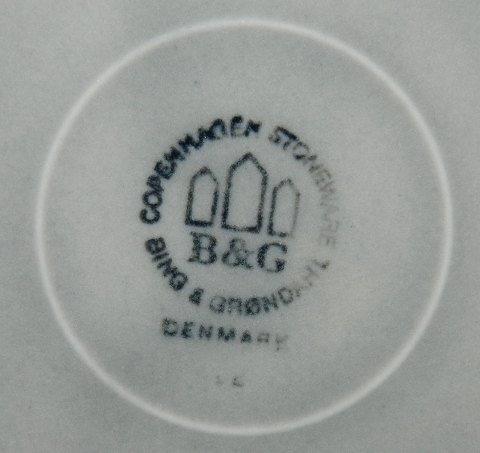 COPENHAGEN STONEWARE
B&G
BING & GRØNDAHL
DENMARK